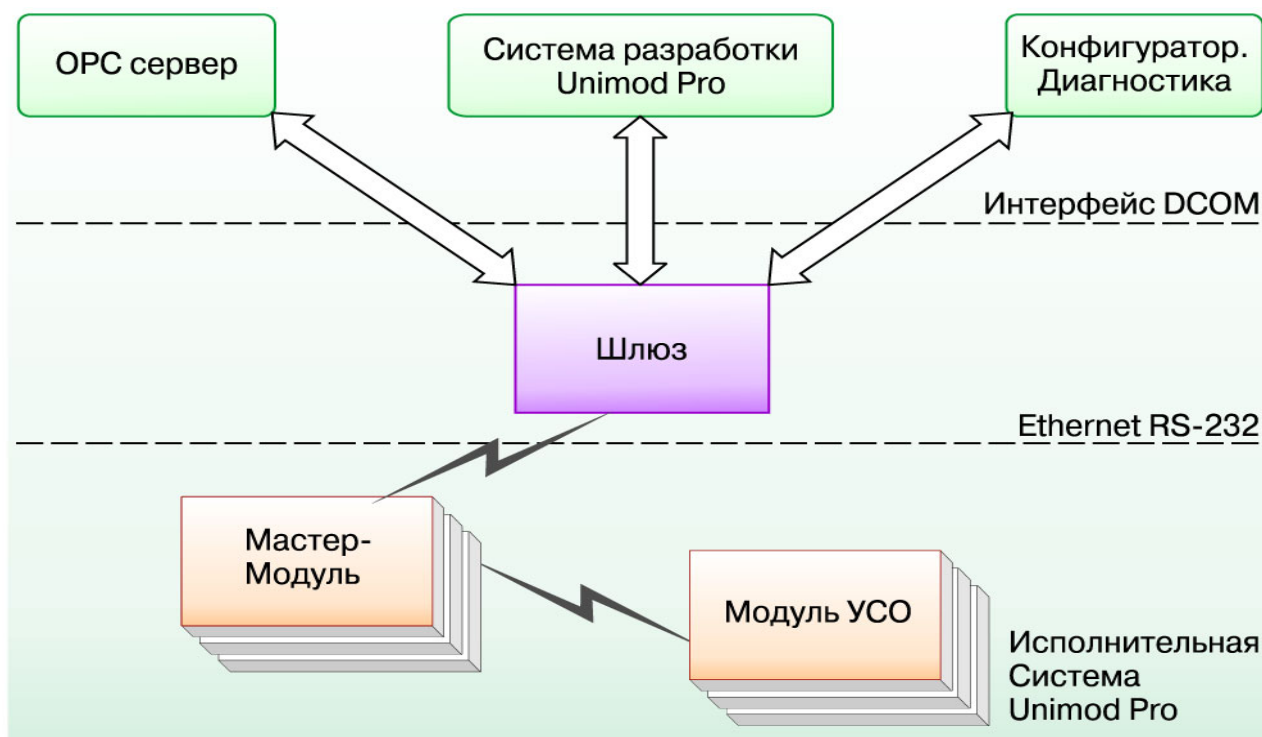 ОРС сервер
Система разработки
Unimod Pro
Конфигуратор.
Диагностика
Интерфейс DCOM
Шлюз
Ethernet RS-232
Мастер-
Модуль
Модуль УСО
Исполнительная
Система
Unimod Pro